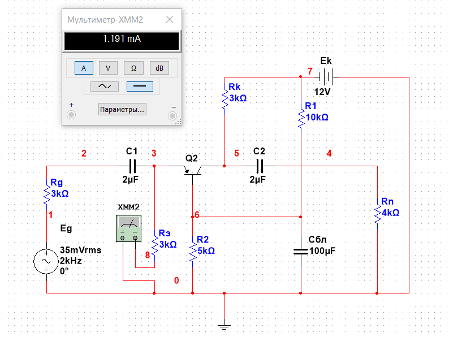 Мультиметр-XMM2
1.191 mA
A V Ω dB
Параметры...
+ −
7 Ek
12V
Rk
3kΩ
R1
10kΩ
2 C1 3
2µF
Q2
5 C2 4
2µF
Rg
3kΩ
1
Eg
35mVrms
2kHz
0°
XMM2
Rэ
3kΩ
8
6
R2
5kΩ
0
Сбл
100µF
Rn
4kΩ